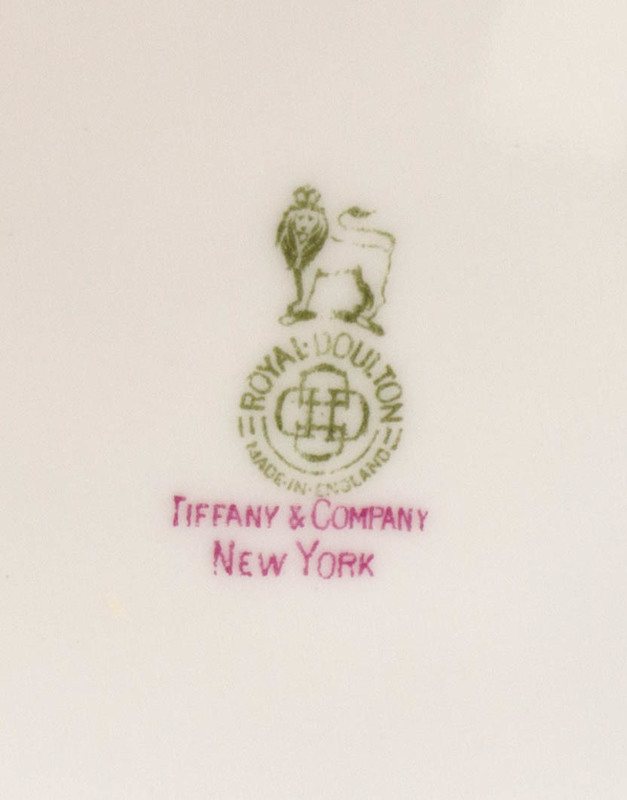 ROYAL·DOULTON
MADE·IN·ENGLAND
TIFFANY & COMPANY
NEW YORK